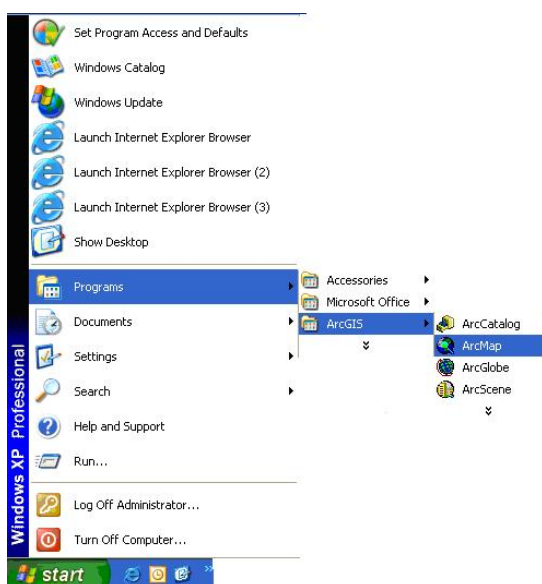 Set Program Access and Defaults
Windows Catalog
Windows Update
Launch Internet Explorer Browser
Launch Internet Explorer Browser (2)
Launch Internet Explorer Browser (3)
Show Desktop
Programs
Documents
Settings
Search
Help and Support
Run...
Log Off Administrator...
Turn Off Computer...
Windows XP Professional
start
Accessories
Microsoft Office
ArcGIS
ArcCatalog
ArcMap
ArcGlobe
ArcScene